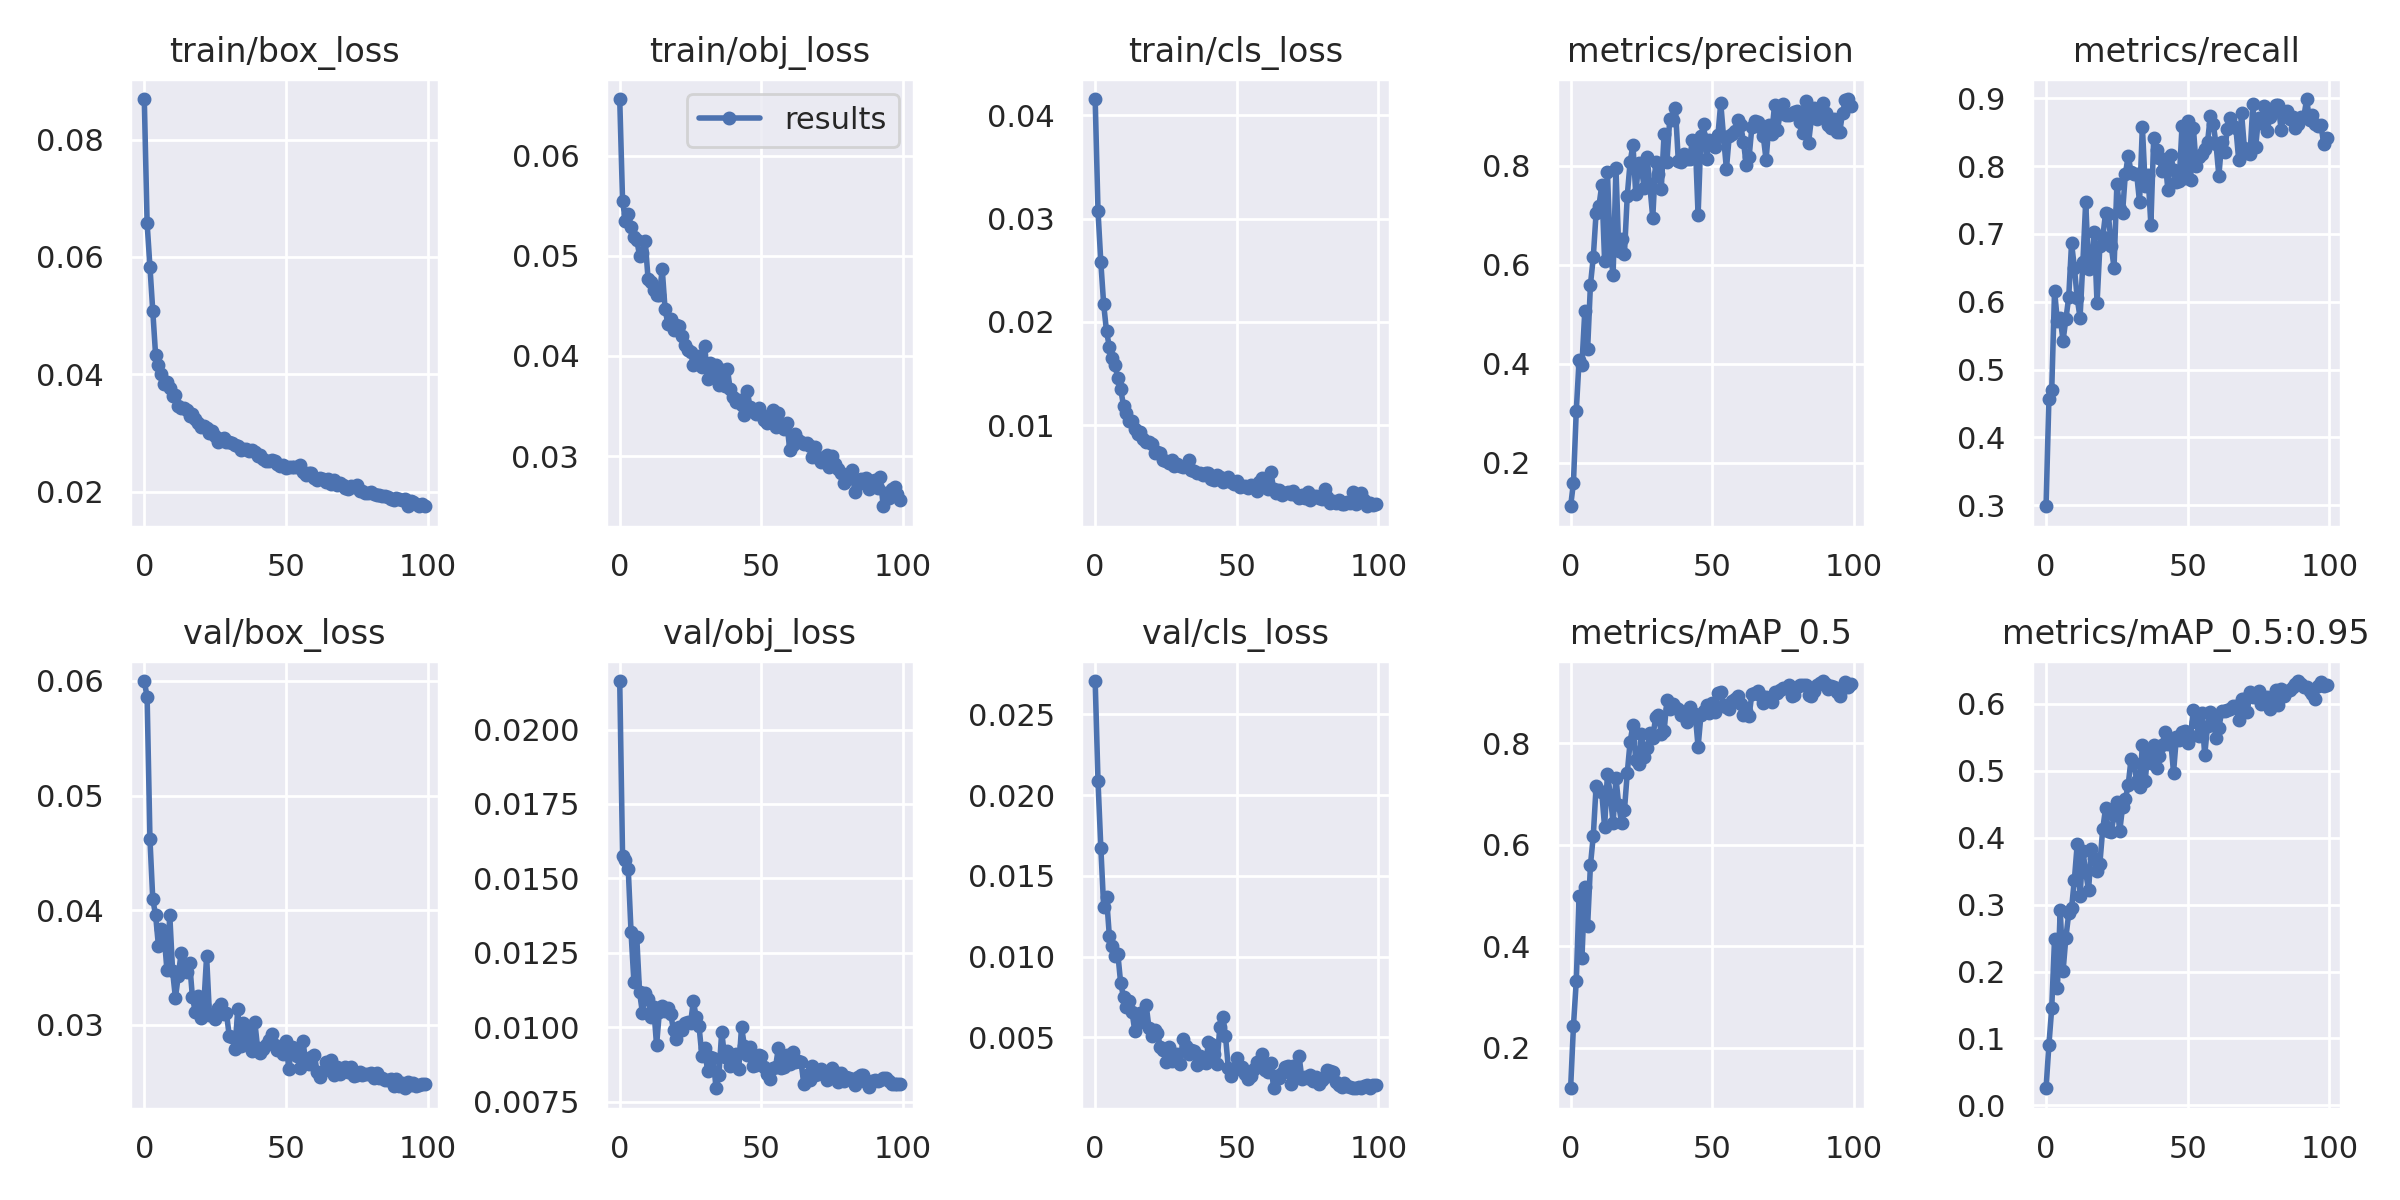 train/box_loss
train/obj_loss
train/cls_loss
metrics/precision
metrics/recall
results
0.08
0.06
0.04
0.02
0 50 100
0.06
0.05
0.04
0.03
0 50 100
0.04
0.03
0.02
0.01
0 50 100
0.8
0.6
0.4
0.2
0 50 100
0.9
0.8
0.7
0.6
0.5
0.4
0.3
0 50 100
val/box_loss
val/obj_loss
val/cls_loss
metrics/mAP_0.5
metrics/mAP_0.5:0.95
0.06
0.05
0.04
0.03
0 50 100
0.0200
0.0175
0.0150
0.0125
0.0100
0.0075
0 50 100
0.025
0.020
0.015
0.010
0.005
0 50 100
0.8
0.6
0.4
0.2
0 50 100
0.6
0.5
0.4
0.3
0.2
0.1
0.0
0 50 100